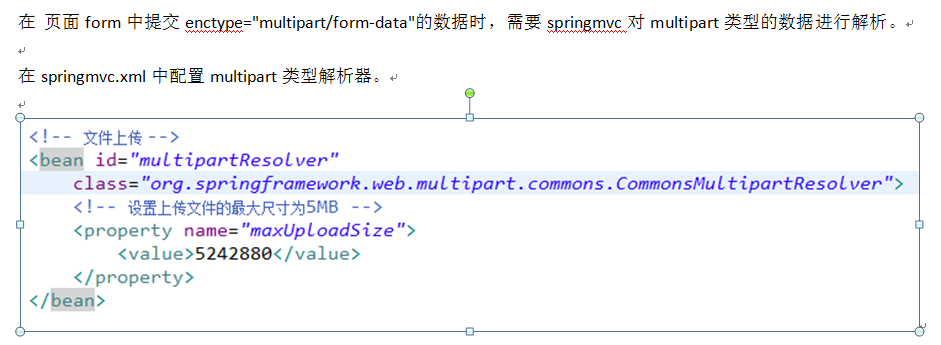 在 页面 form 中提交 enctype="multipart/form-data"的数据时，需要 springmvc 对 multipart 类型的数据进行解析。
在 springmvc.xml 中配置 multipart 类型解析器。
<!-- 文件上传 -->
<bean id="multipartResolver"
class="org.springframework.web.multipart.commons.CommonsMultipartResolver">
<!-- 设置上传文件的最大尺寸为5MB -->
<property name="maxUploadSize">
<value>5242880</value>
</property>
</bean>